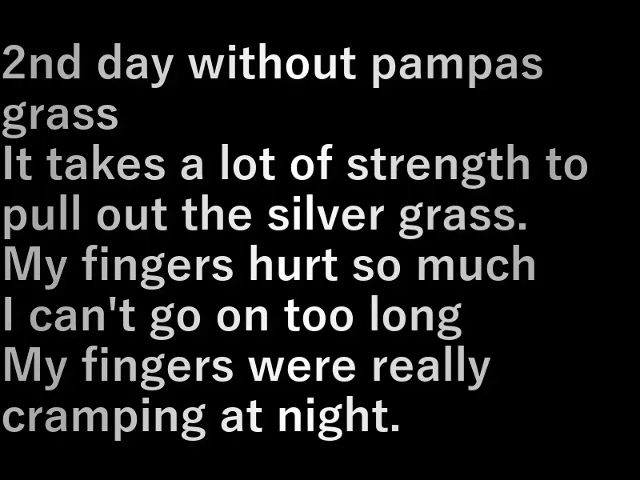 2nd day without pampas
grass
It takes a lot of strength to
pull out the silver grass.
My fingers hurt so much
I can't go on too long
My fingers were really
cramping at night.